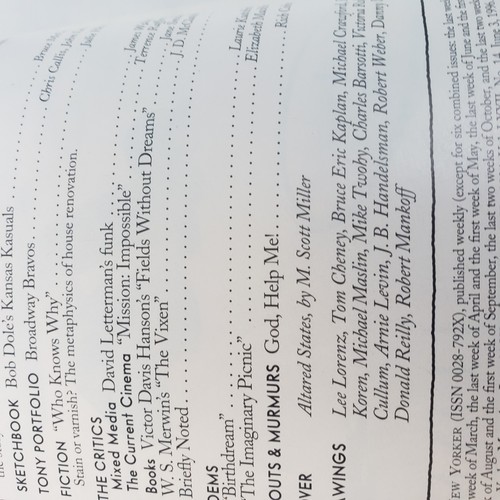 SKETCHBOOK Bob Dole's Kansas Kasuals
TONY PORTFOLIO Broadway Bravos Bruce
FICTION "Who Knows Why" Chris Callis,
Stain or varnish? The metaphysics of house renovation.
THE CRITICS
Mixed Media David Letterman's funk
The Current Cinema "Mission: Impossible"
Books Victor Davis Hanson's "Fields Without Dreams"
W. S. Merwin's "The Vixen"
Briefly Noted J. D.
"Birthdream"
"The Imaginary Picnic" Elizabeth
OUTS & MURMURS God, Help Me!
VER Altared States, by M. Scott Miller
WINGS Lee Lorenz, Tom Cheney, Bruce Eric Kaplan, Michael
Koren, Michael Maslin, Mike Twohy, Charles Barsotti, Victoria
Cullum, Arnie Levin, J. B. Handelsman, Robert Weber, Danny
Donald Reilly, Robert Mankoff
YORKER (ISSN 0028-792X), published weekly (except for six combined issues: the last
week of March, the last week of April and the first week of May, the last week of June and the
of August and the first week of September, the last two weeks of October, and the last two